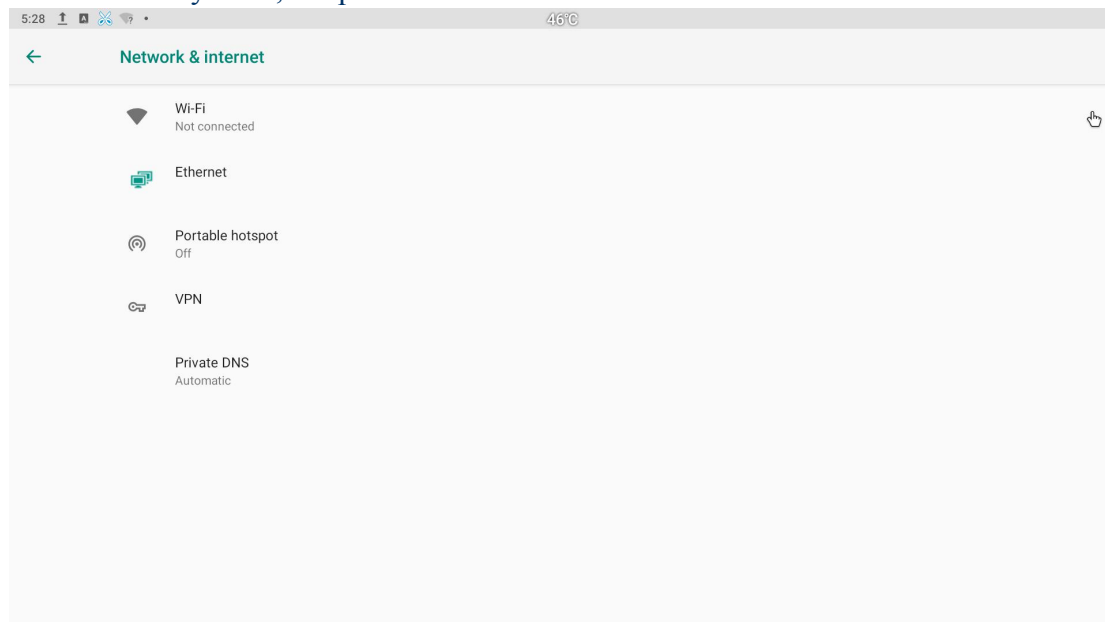 5:28
46°C
Network & internet
Wi-Fi
Not connected
Ethernet
Portable hotspot
Off
VPN
Private DNS
Automatic